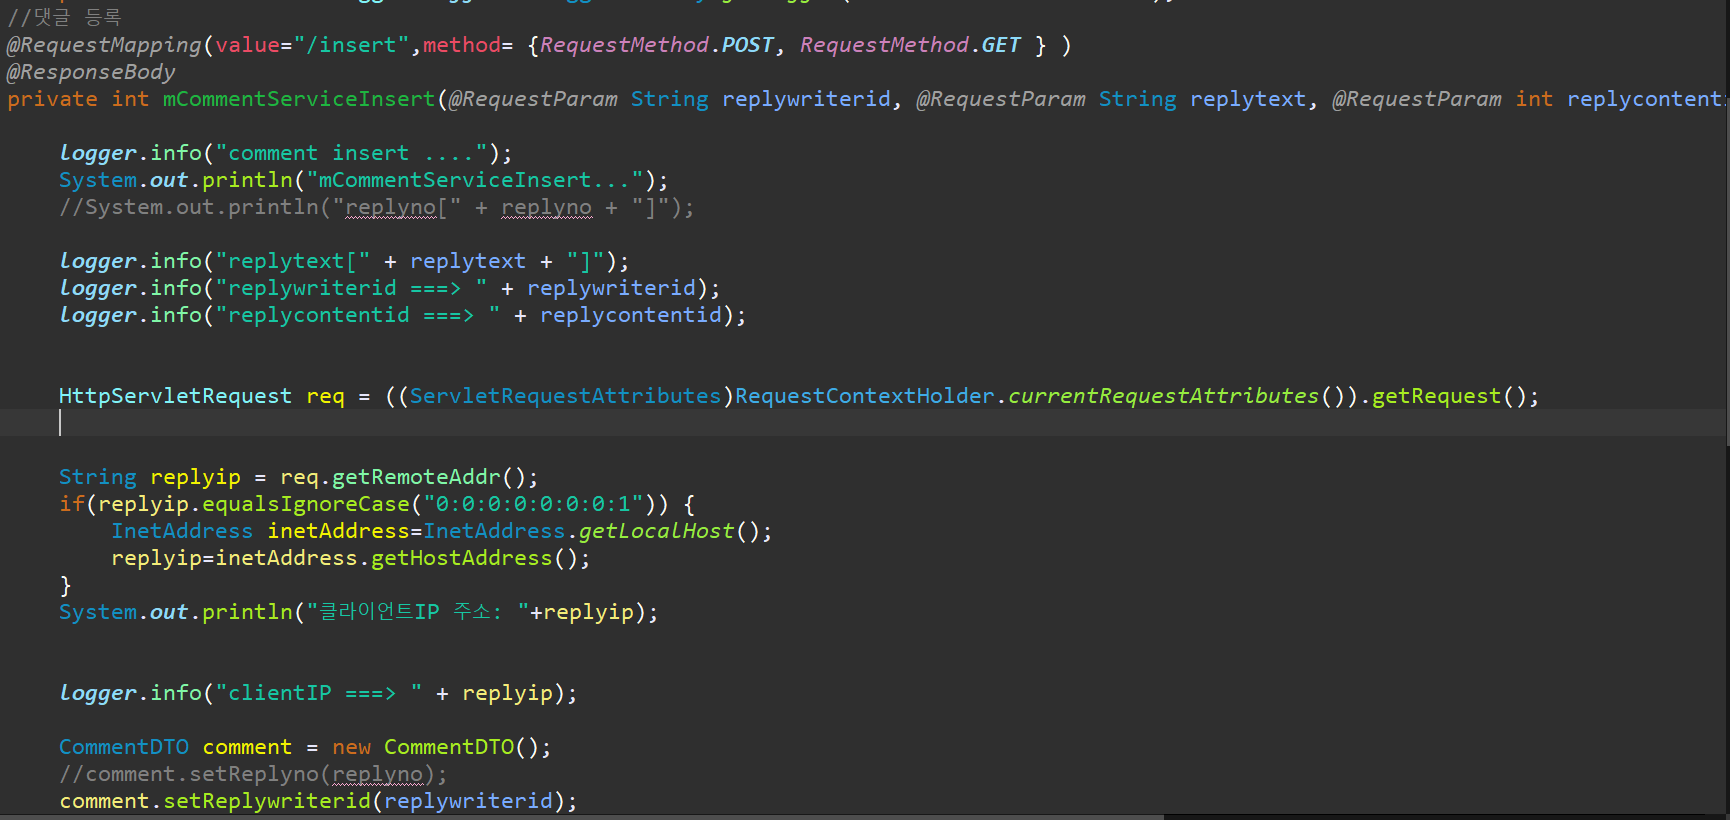 //댓글 등록
@RequestMapping(value="/insert",method= {RequestMethod.POST, RequestMethod.GET } )
@ResponseBody
private int mCommentServiceInsert(@RequestParam String replywriterid, @RequestParam String replytext, @RequestParam int replycontenti
logger.info("comment insert ....");
System.out.println("mCommentServiceInsert...");
//System.out.println("replyno[" + replyno + "]");
logger.info("replytext[" + replytext + "]");
logger.info("replywriterid ===> " + replywriterid);
logger.info("replycontentid ===> " + replycontentid);
HttpServletRequest req = ((ServletRequestAttributes)RequestContextHolder.currentRequestAttributes()).getRequest();
String replyip = req.getRemoteAddr();
if(replyip.equalsIgnoreCase("0:0:0:0:0:0:0:1")) {
InetAddress inetAddress=InetAddress.getLocalHost();
replyip=inetAddress.getHostAddress();
}
System.out.println("클라이언트IP 주소: "+replyip);
logger.info("clientIP ===> " + replyip);
CommentDTO comment = new CommentDTO();
//comment.setReplyno(replyno);
comment.setReplywriterid(replywriterid);